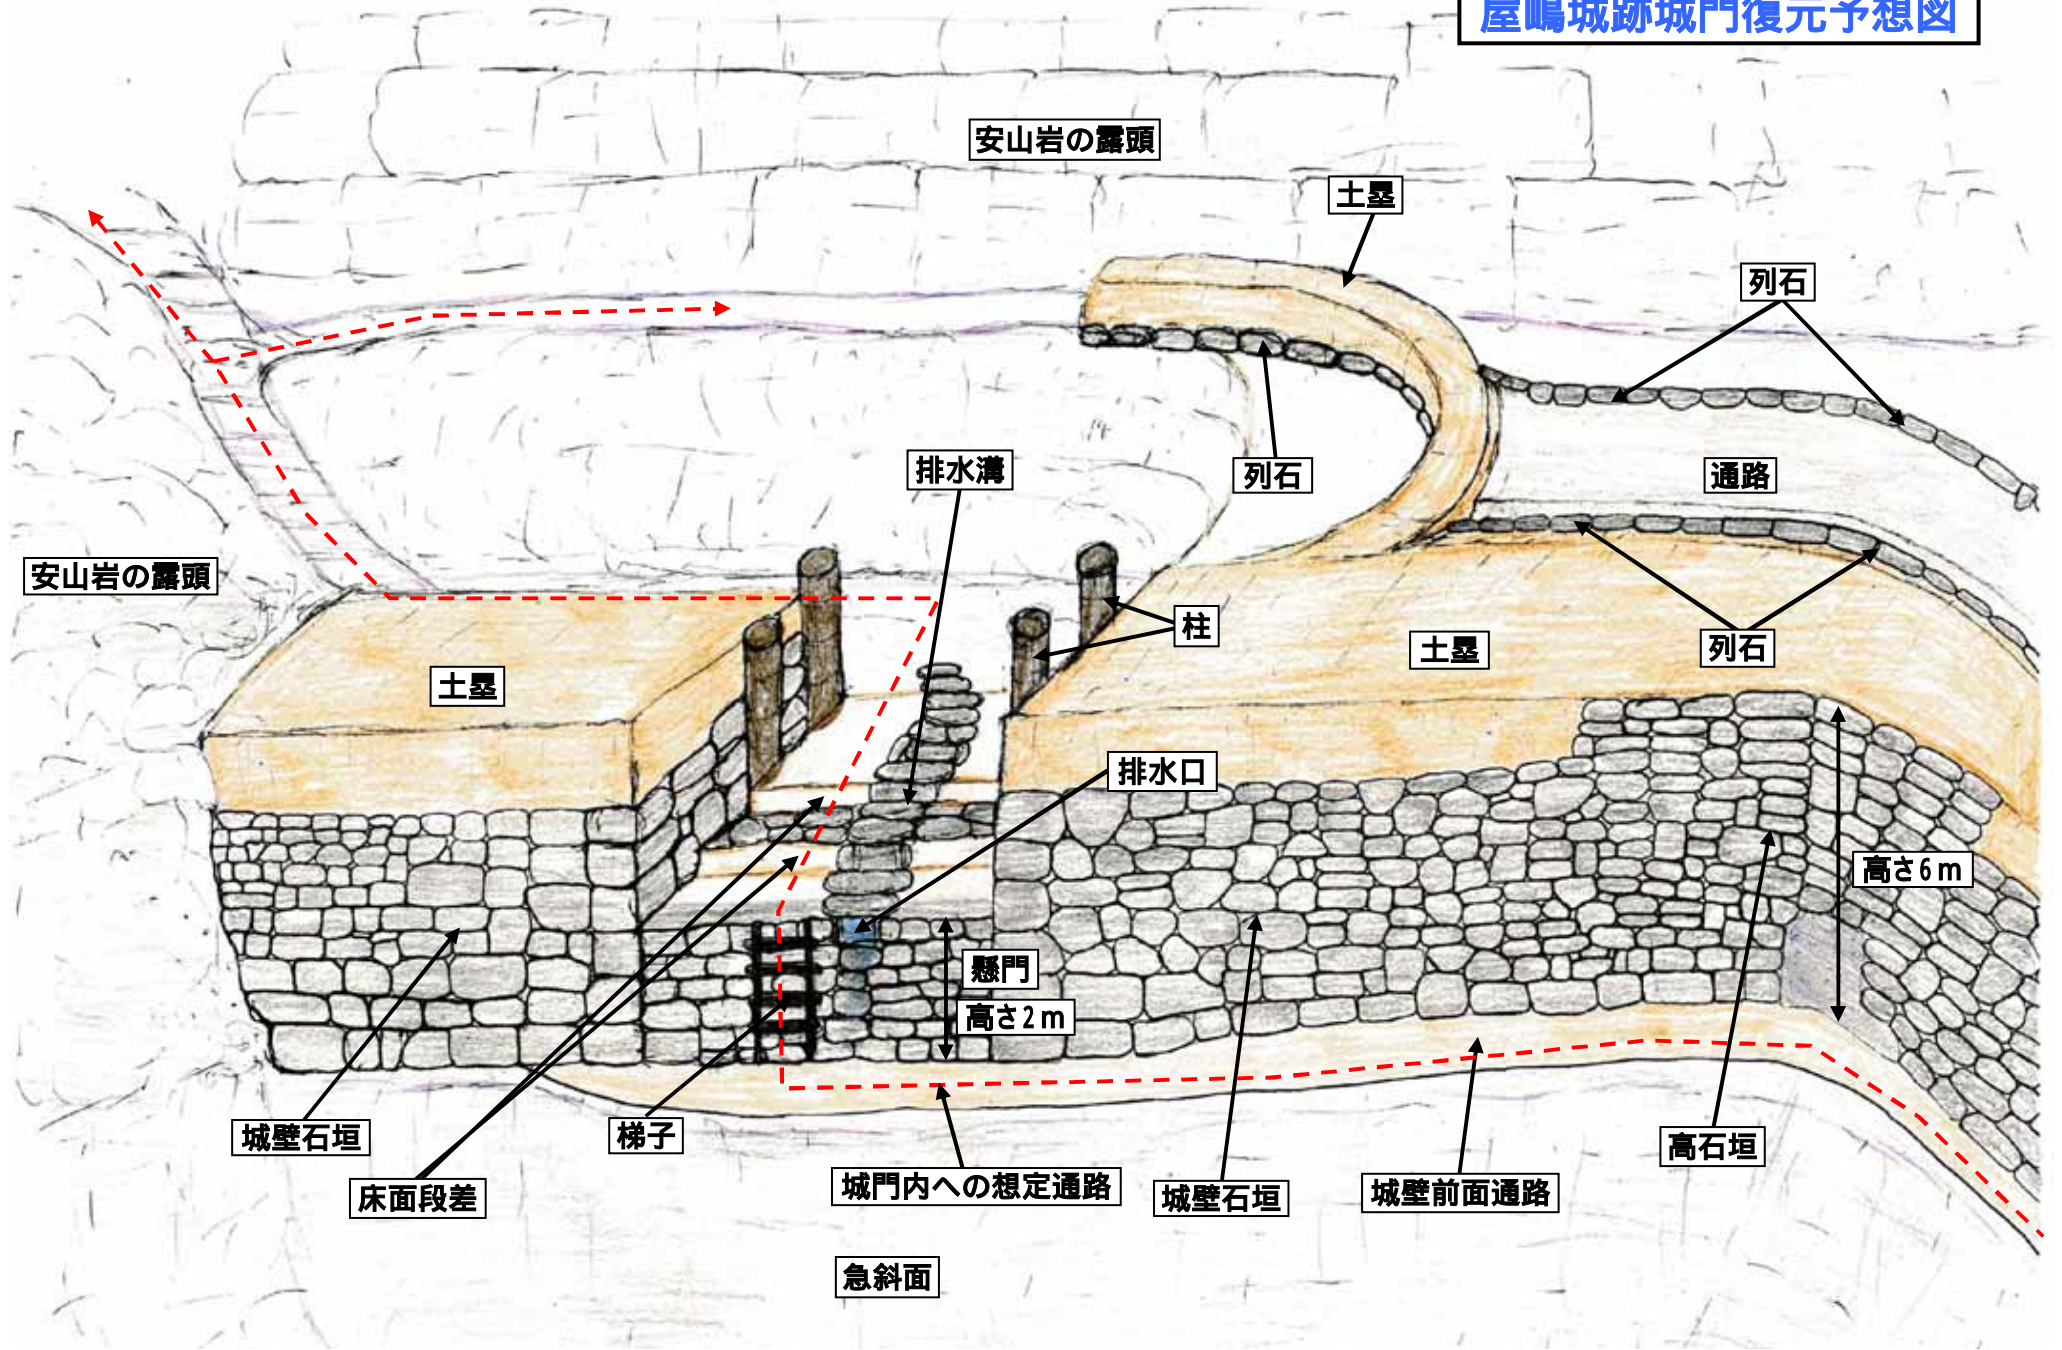 屋嶋城跡城門復元予想図
安山岩の露頭
土塁
列石
排水溝
列石
通路
安山岩の露頭
柱
土塁
列石
土塁
排水口
高さ6m
懸門
高さ2m
城壁石垣
梯子
高石垣
床面段差
城門内への想定通路
城壁石垣
城壁前面通路
急斜面